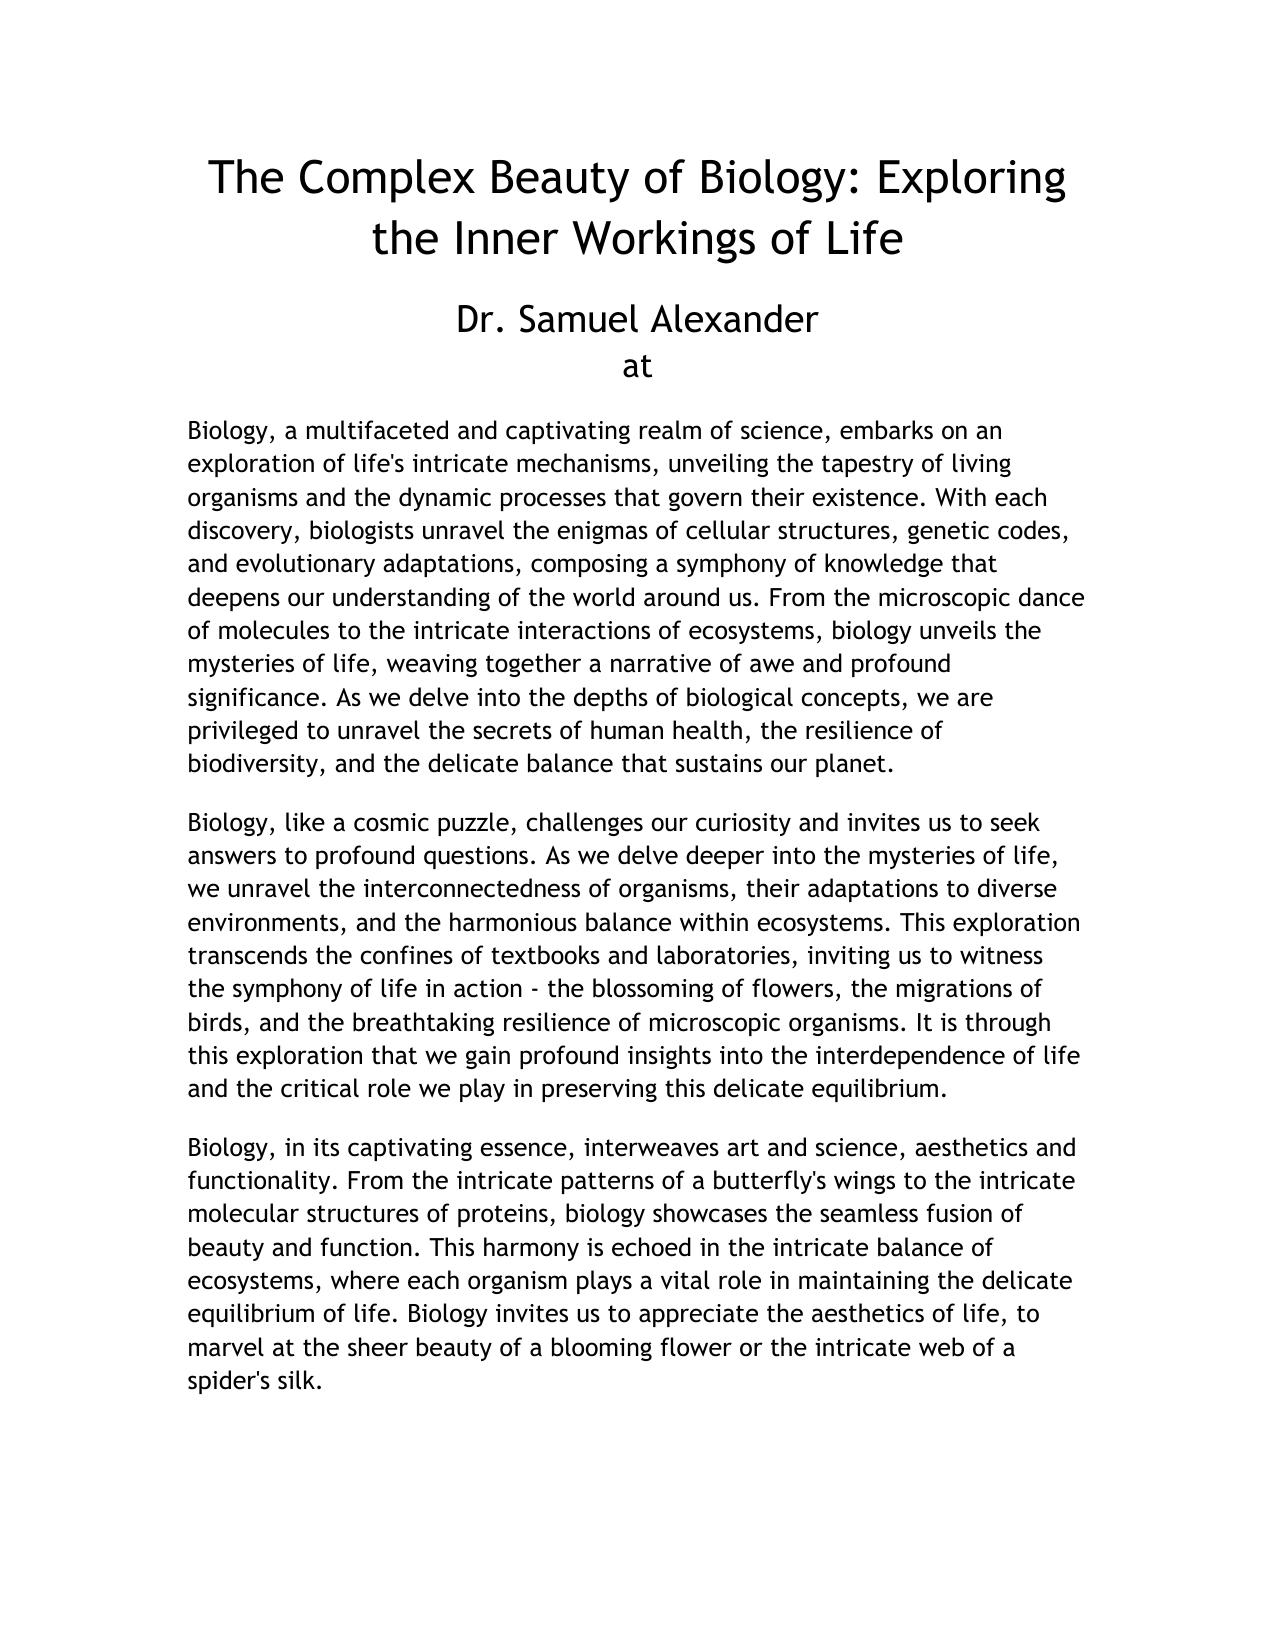 The Complex Beauty of Biology: Exploring
the Inner Workings of Life
Dr. Samuel Alexander
at
Biology, a multifaceted and captivating realm of science, embarks on an
exploration of life's intricate mechanisms, unveiling the tapestry of living
organisms and the dynamic processes that govern their existence. With each
discovery, biologists unravel the enigmas of cellular structures, genetic codes,
and evolutionary adaptations, composing a symphony of knowledge that
deepens our understanding of the world around us. From the microscopic dance
of molecules to the intricate interactions of ecosystems, biology unveils the
mysteries of life, weaving together a narrative of awe and profound
significance. As we delve into the depths of biological concepts, we are
privileged to unravel the secrets of human health, the resilience of
biodiversity, and the delicate balance that sustains our planet.
Biology, like a cosmic puzzle, challenges our curiosity and invites us to seek
answers to profound questions. As we delve deeper into the mysteries of life,
we unravel the interconnectedness of organisms, their adaptations to diverse
environments, and the harmonious balance within ecosystems. This exploration
transcends the confines of textbooks and laboratories, inviting us to witness
the symphony of life in action - the blossoming of flowers, the migrations of
birds, and the breathtaking resilience of microscopic organisms. It is through
this exploration that we gain profound insights into the interdependence of life
and the critical role we play in preserving this delicate equilibrium.
Biology, in its captivating essence, interweaves art and science, aesthetics and
functionality. From the intricate patterns of a butterfly's wings to the intricate
molecular structures of proteins, biology showcases the seamless fusion of
beauty and function. This harmony is echoed in the intricate balance of
ecosystems, where each organism plays a vital role in maintaining the delicate
equilibrium of life. Biology invites us to appreciate the aesthetics of life, to
marvel at the sheer beauty of a blooming flower or the intricate web of a
spider's silk.